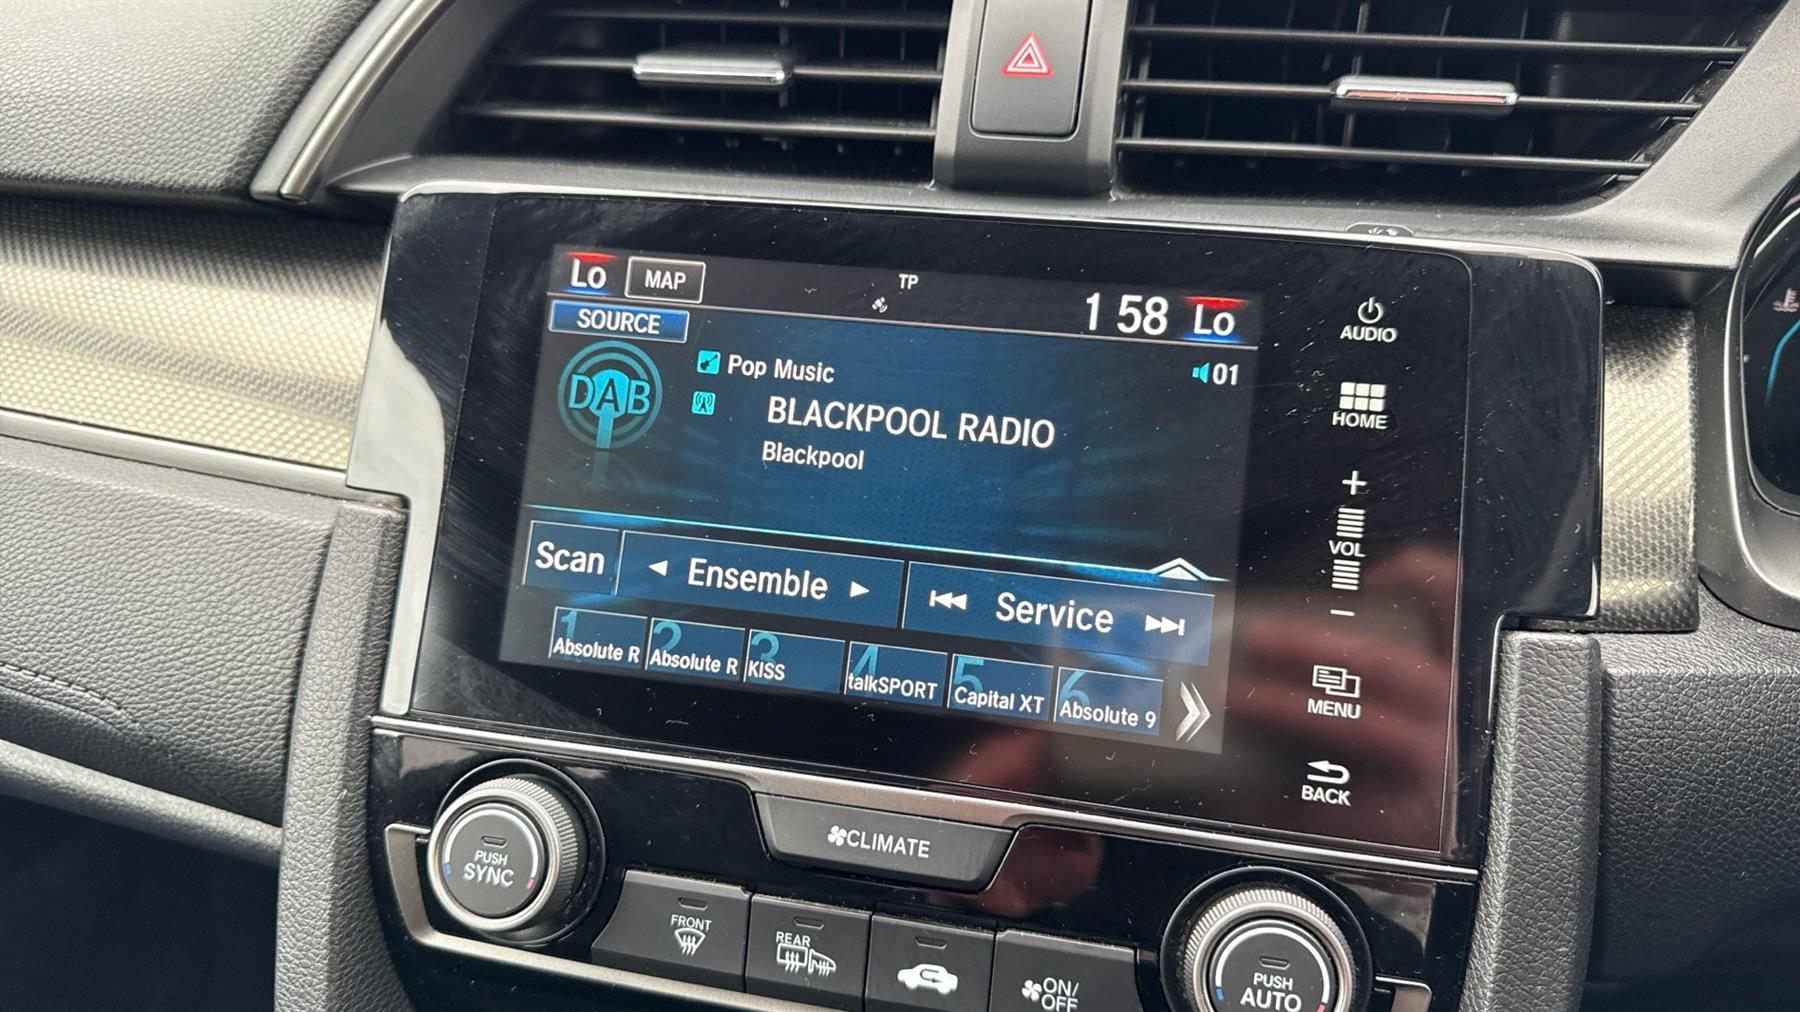 Lo MAP TP 1 58 Lo
SOURCE
DAB
Pop Music
01
BLACKPOOL RADIO
Blackpool
Scan
Ensemble
Service
1 Absolute R
2 Absolute R
3 KISS
4 talkSPORT
5 Capital XT
6 Absolute 9
AUDIO
HOME
+
VOL
−
MENU
BACK
CLIMATE
PUSH
SYNC
FRONT
REAR
ON/
OFF
PUSH
AUTO